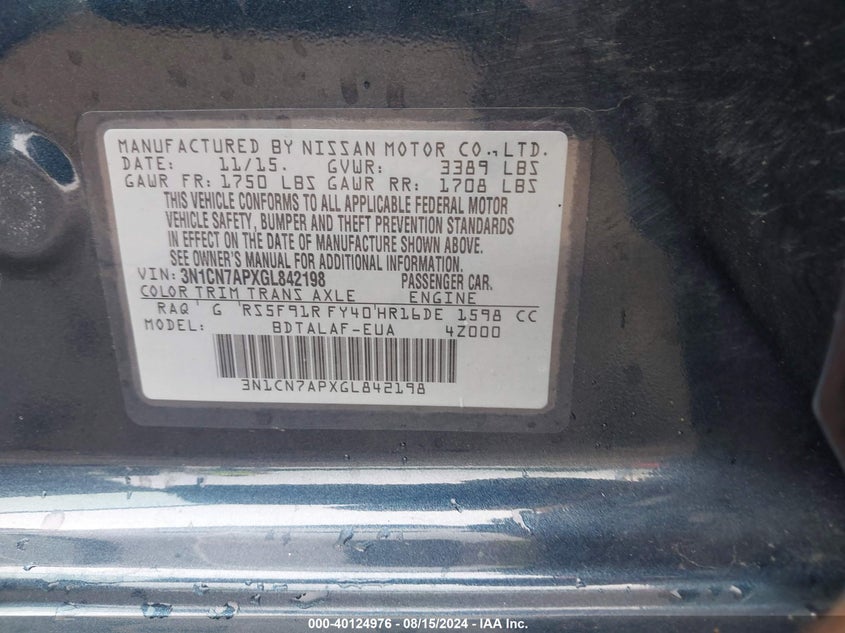 MANUFACTURED BY NISSAN MOTOR CO., LTD.
DATE: 11/15. GVWR: 3389 LBS
GAWR FR: 1750 LBS GAWR RR: 1708 LBS
THIS VEHICLE CONFORMS TO ALL APPLICABLE FEDERAL MOTOR
VEHICLE SAFETY, BUMPER AND THEFT PREVENTION STANDARDS
IN EFFECT ON THE DATE OF MANUFACTURE SHOWN ABOVE.
SEE OWNER'S MANUAL FOR ADDITIONAL INFORMATION.
VIN: 3N1CN7APXGL842198 PASSENGER CAR.
COLOR TRIM TRANS AXLE ENGINE
RAQ ' G 'RS5F91R FY40'HR16DE 1598 CC
MODEL: BDTALAF-EUA 4Z000
3N1CN7APXGL842198
000-40124976 - 08/15/2024 - IAA Inc.